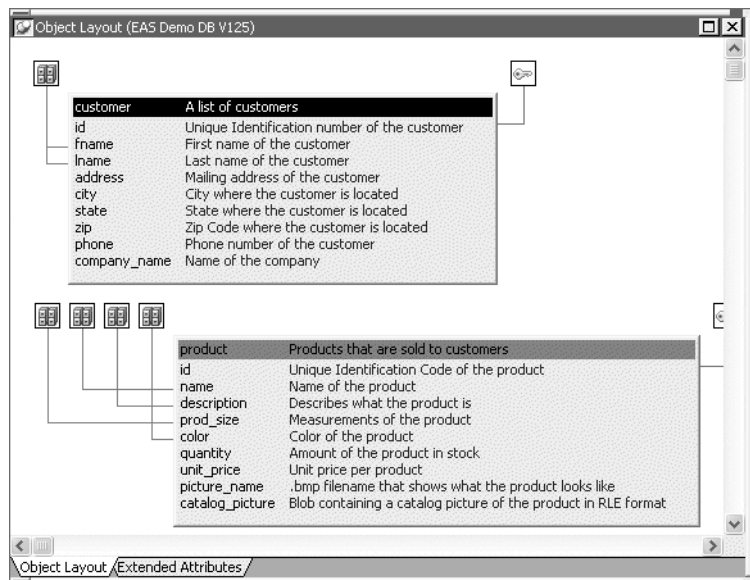 Object Layout (EAS Demo DB V125)
customer A list of customers
id Unique Identification number of the customer
fname First name of the customer
lname Last name of the customer
address Mailing address of the customer
city City where the customer is located
state State where the customer is located
zip Zip Code where the customer is located
phone Phone number of the customer
company_name Name of the company
product Products that are sold to customers
id Unique Identification Code of the product
name Name of the product
description Describes what the product is
prod_size Measurements of the product
color Color of the product
quantity Amount of the product in stock
unit_price Unit price per product
picture_name .bmp filename that shows what the product looks like
catalog_picture Blob containing a catalog picture of the product in RLE format
Object Layout Extended Attributes